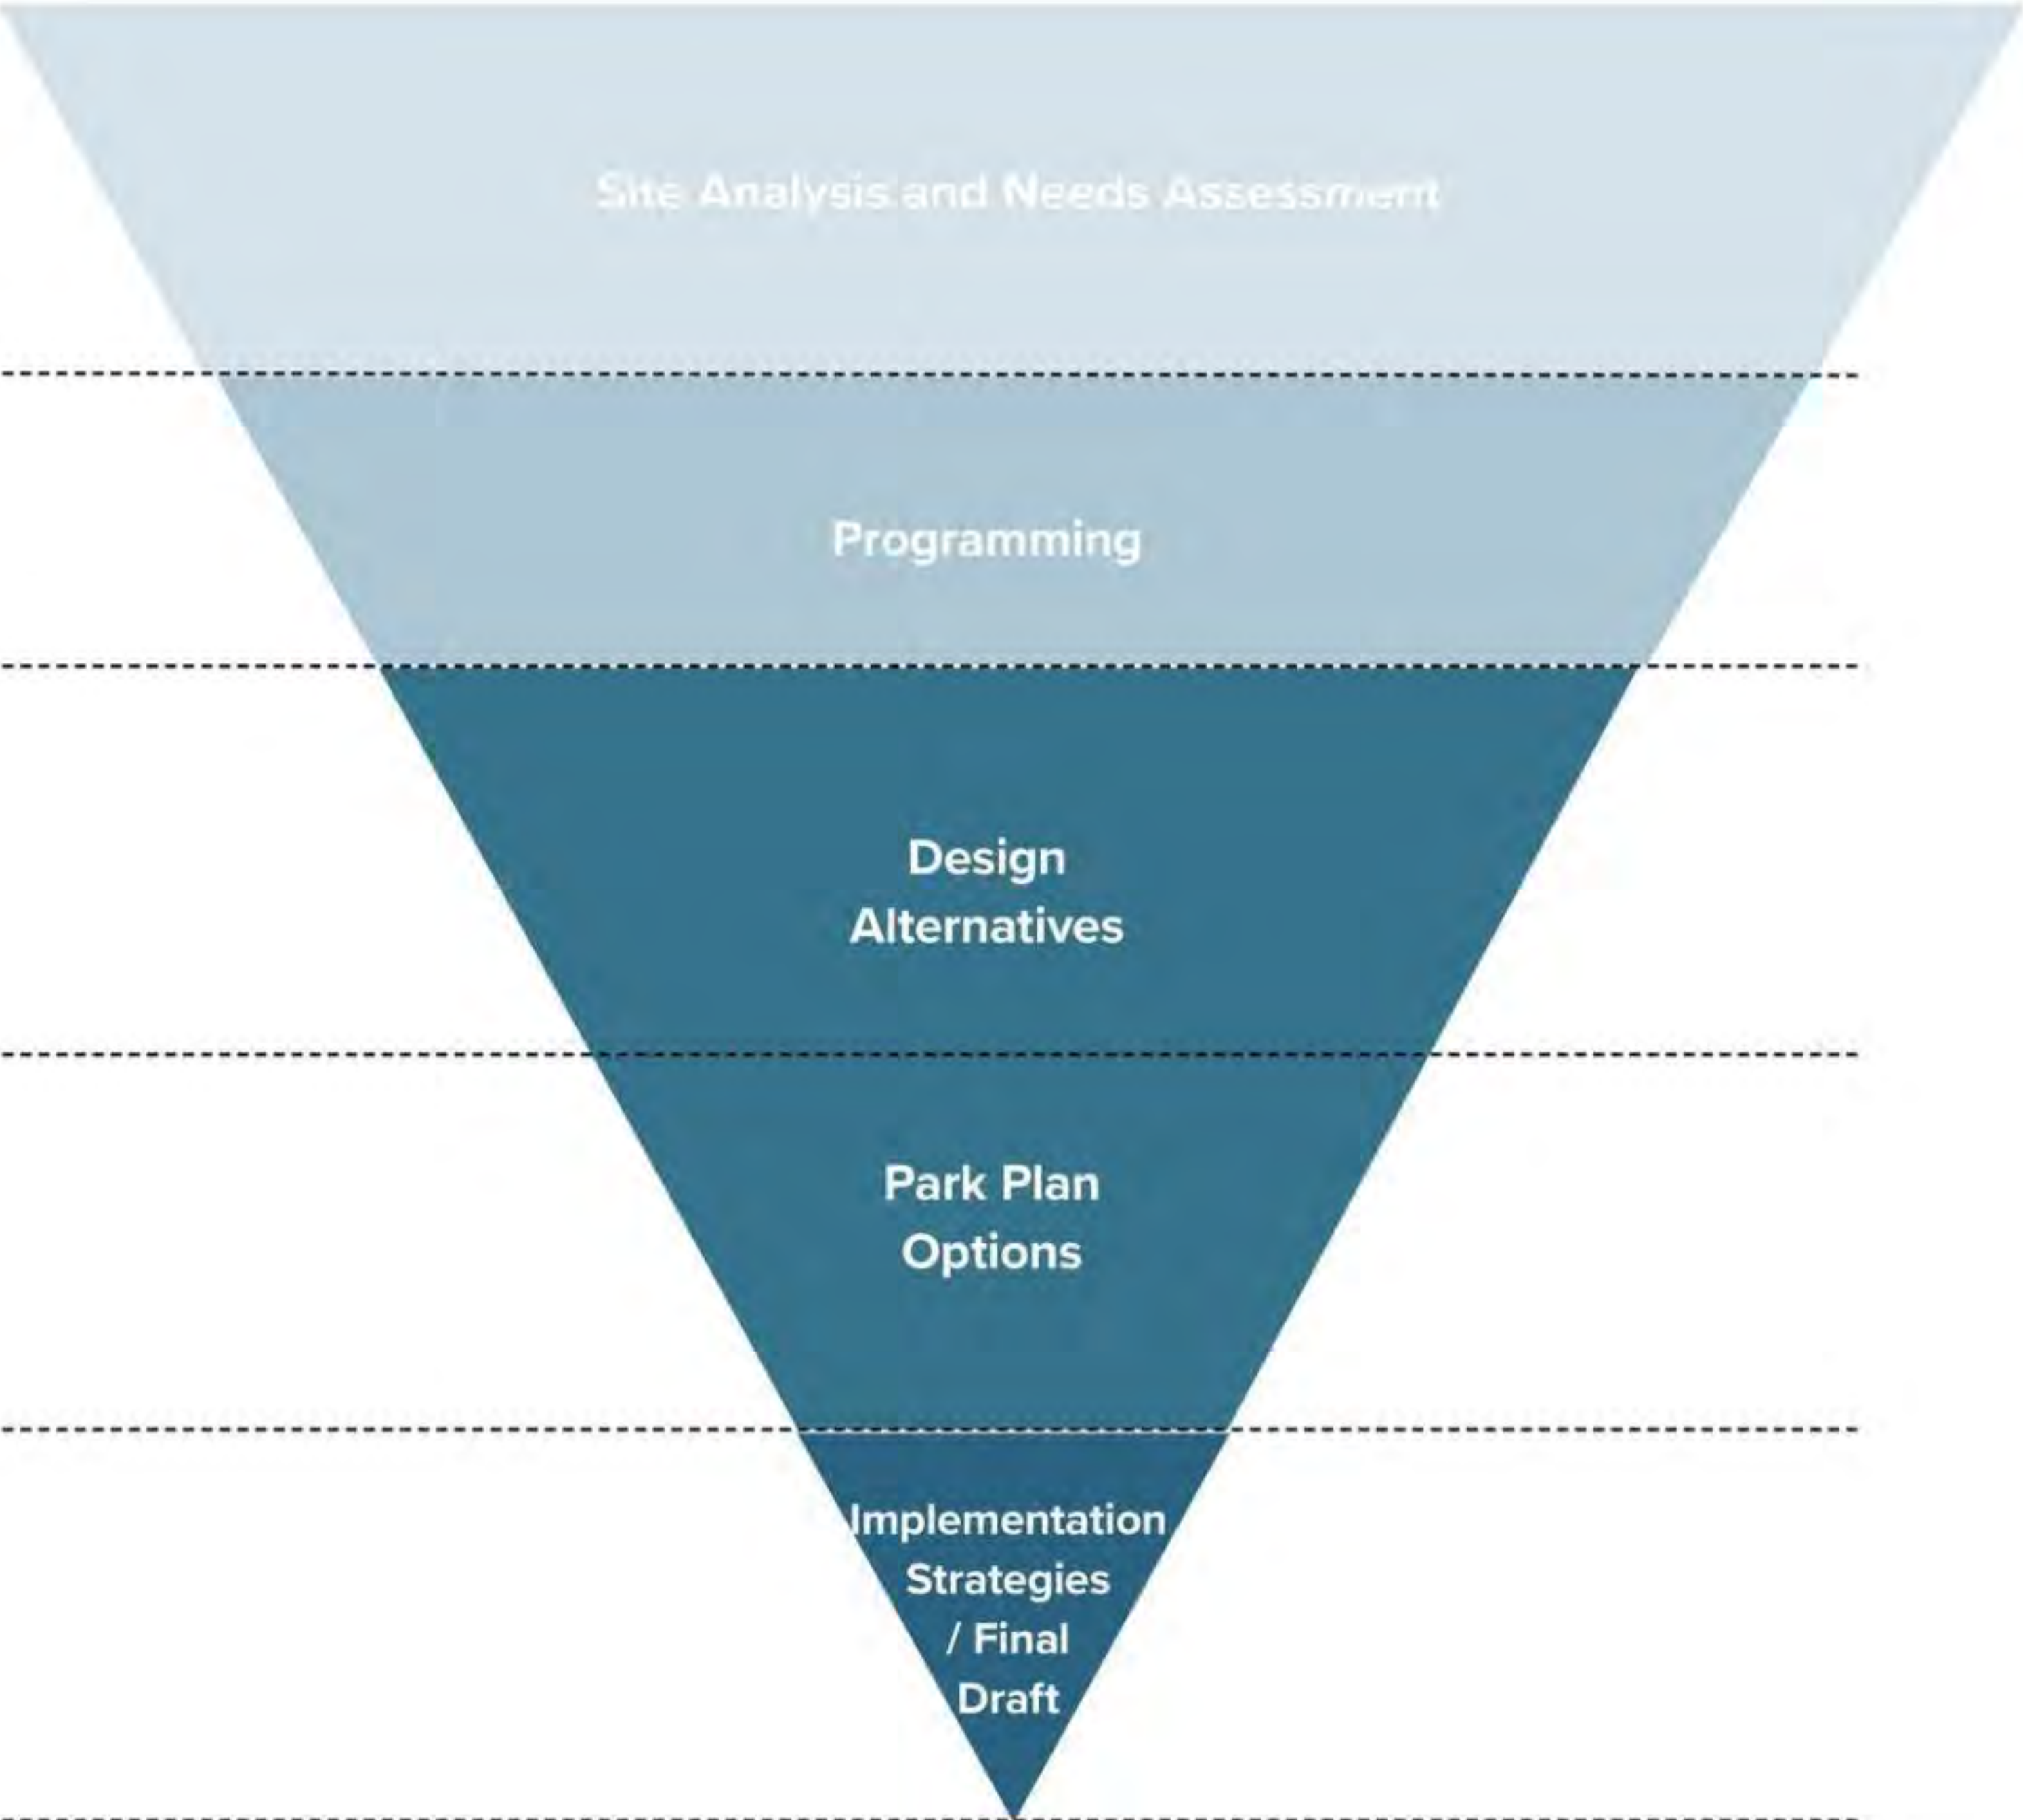 Site Analysis and Needs Assessment
Programming
Design
Alternatives
Park Plan
Options
Implementation
Strategies
/ Final
Draft